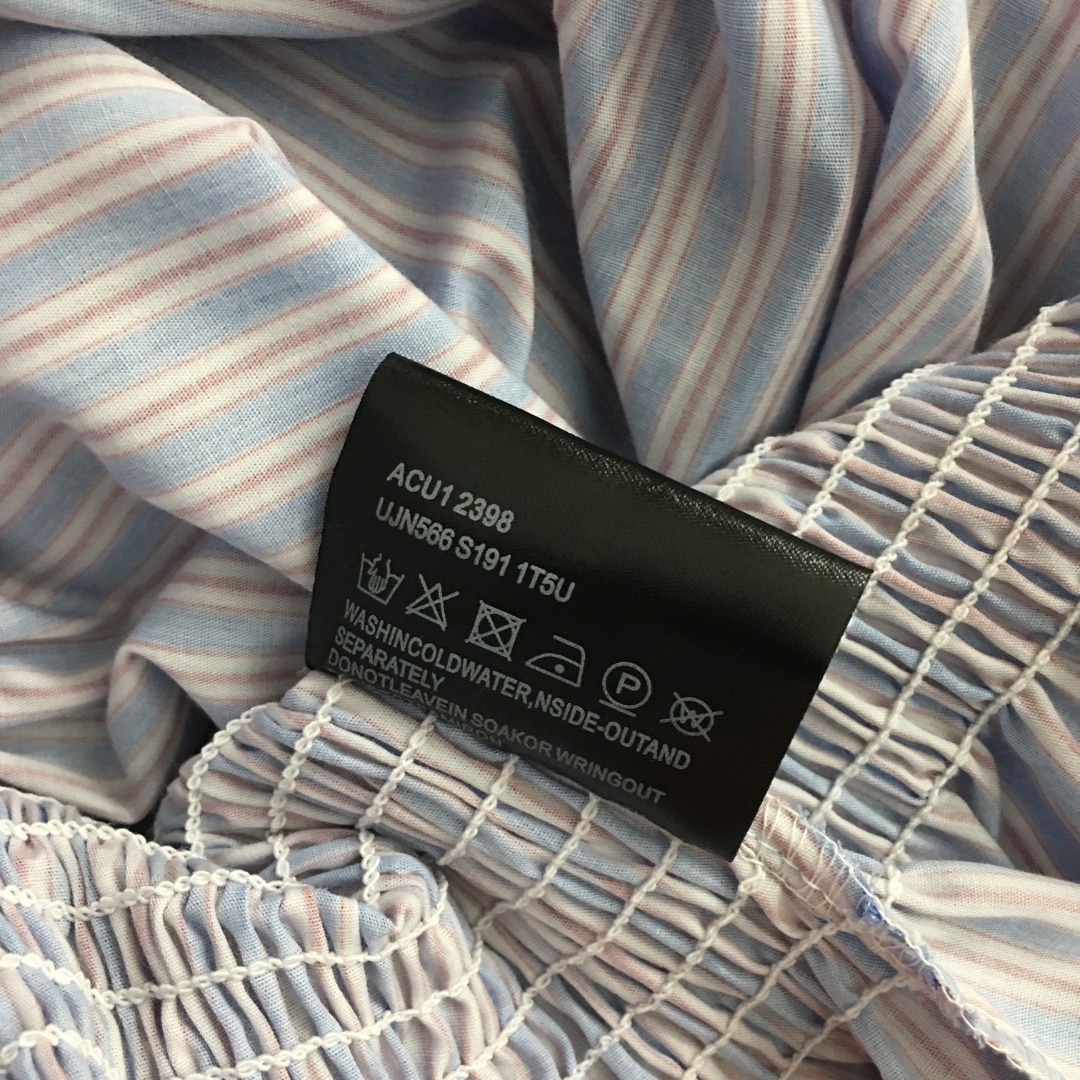 ACU1 2398
UJN566 S191 1T5U
P W
WASHINCOLDWATER,NSIDE-OUTAND
SEPARATELY
DONOTLEAVEIN SOAKOR WRINGOUT